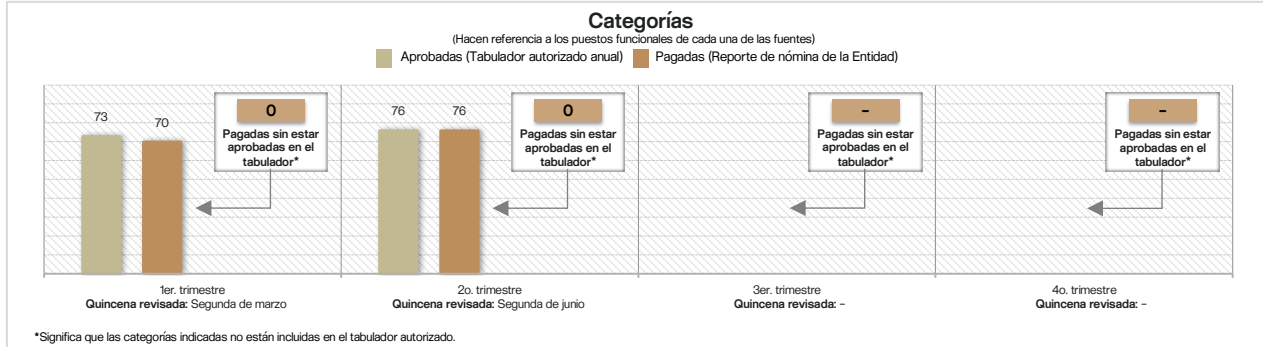 Categorías
(Hacen referencia a los puestos funcionales de cada una de las fuentes)
Aprobadas (Tabulador autorizado anual) Pagadas (Reporte de nómina de la Entidad)
73
70
0
Pagadas sin estar
aprobadas en el
tabulador*
76
76
0
Pagadas sin estar
aprobadas en el
tabulador*
-
Pagadas sin estar
aprobadas en el
tabulador*
-
Pagadas sin estar
aprobadas en el
tabulador*
1er. trimestre
Quincena revisada: Segunda de marzo
2o. trimestre
Quincena revisada: Segunda de junio
3er. trimestre
Quincena revisada: -
4o. trimestre
Quincena revisada: -
*Significa que las categorías indicadas no están incluidas en el tabulador autorizado.